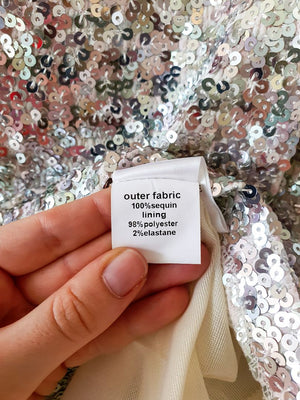 outer fabric
100%sequin
lining
98%polyester
2%elastane